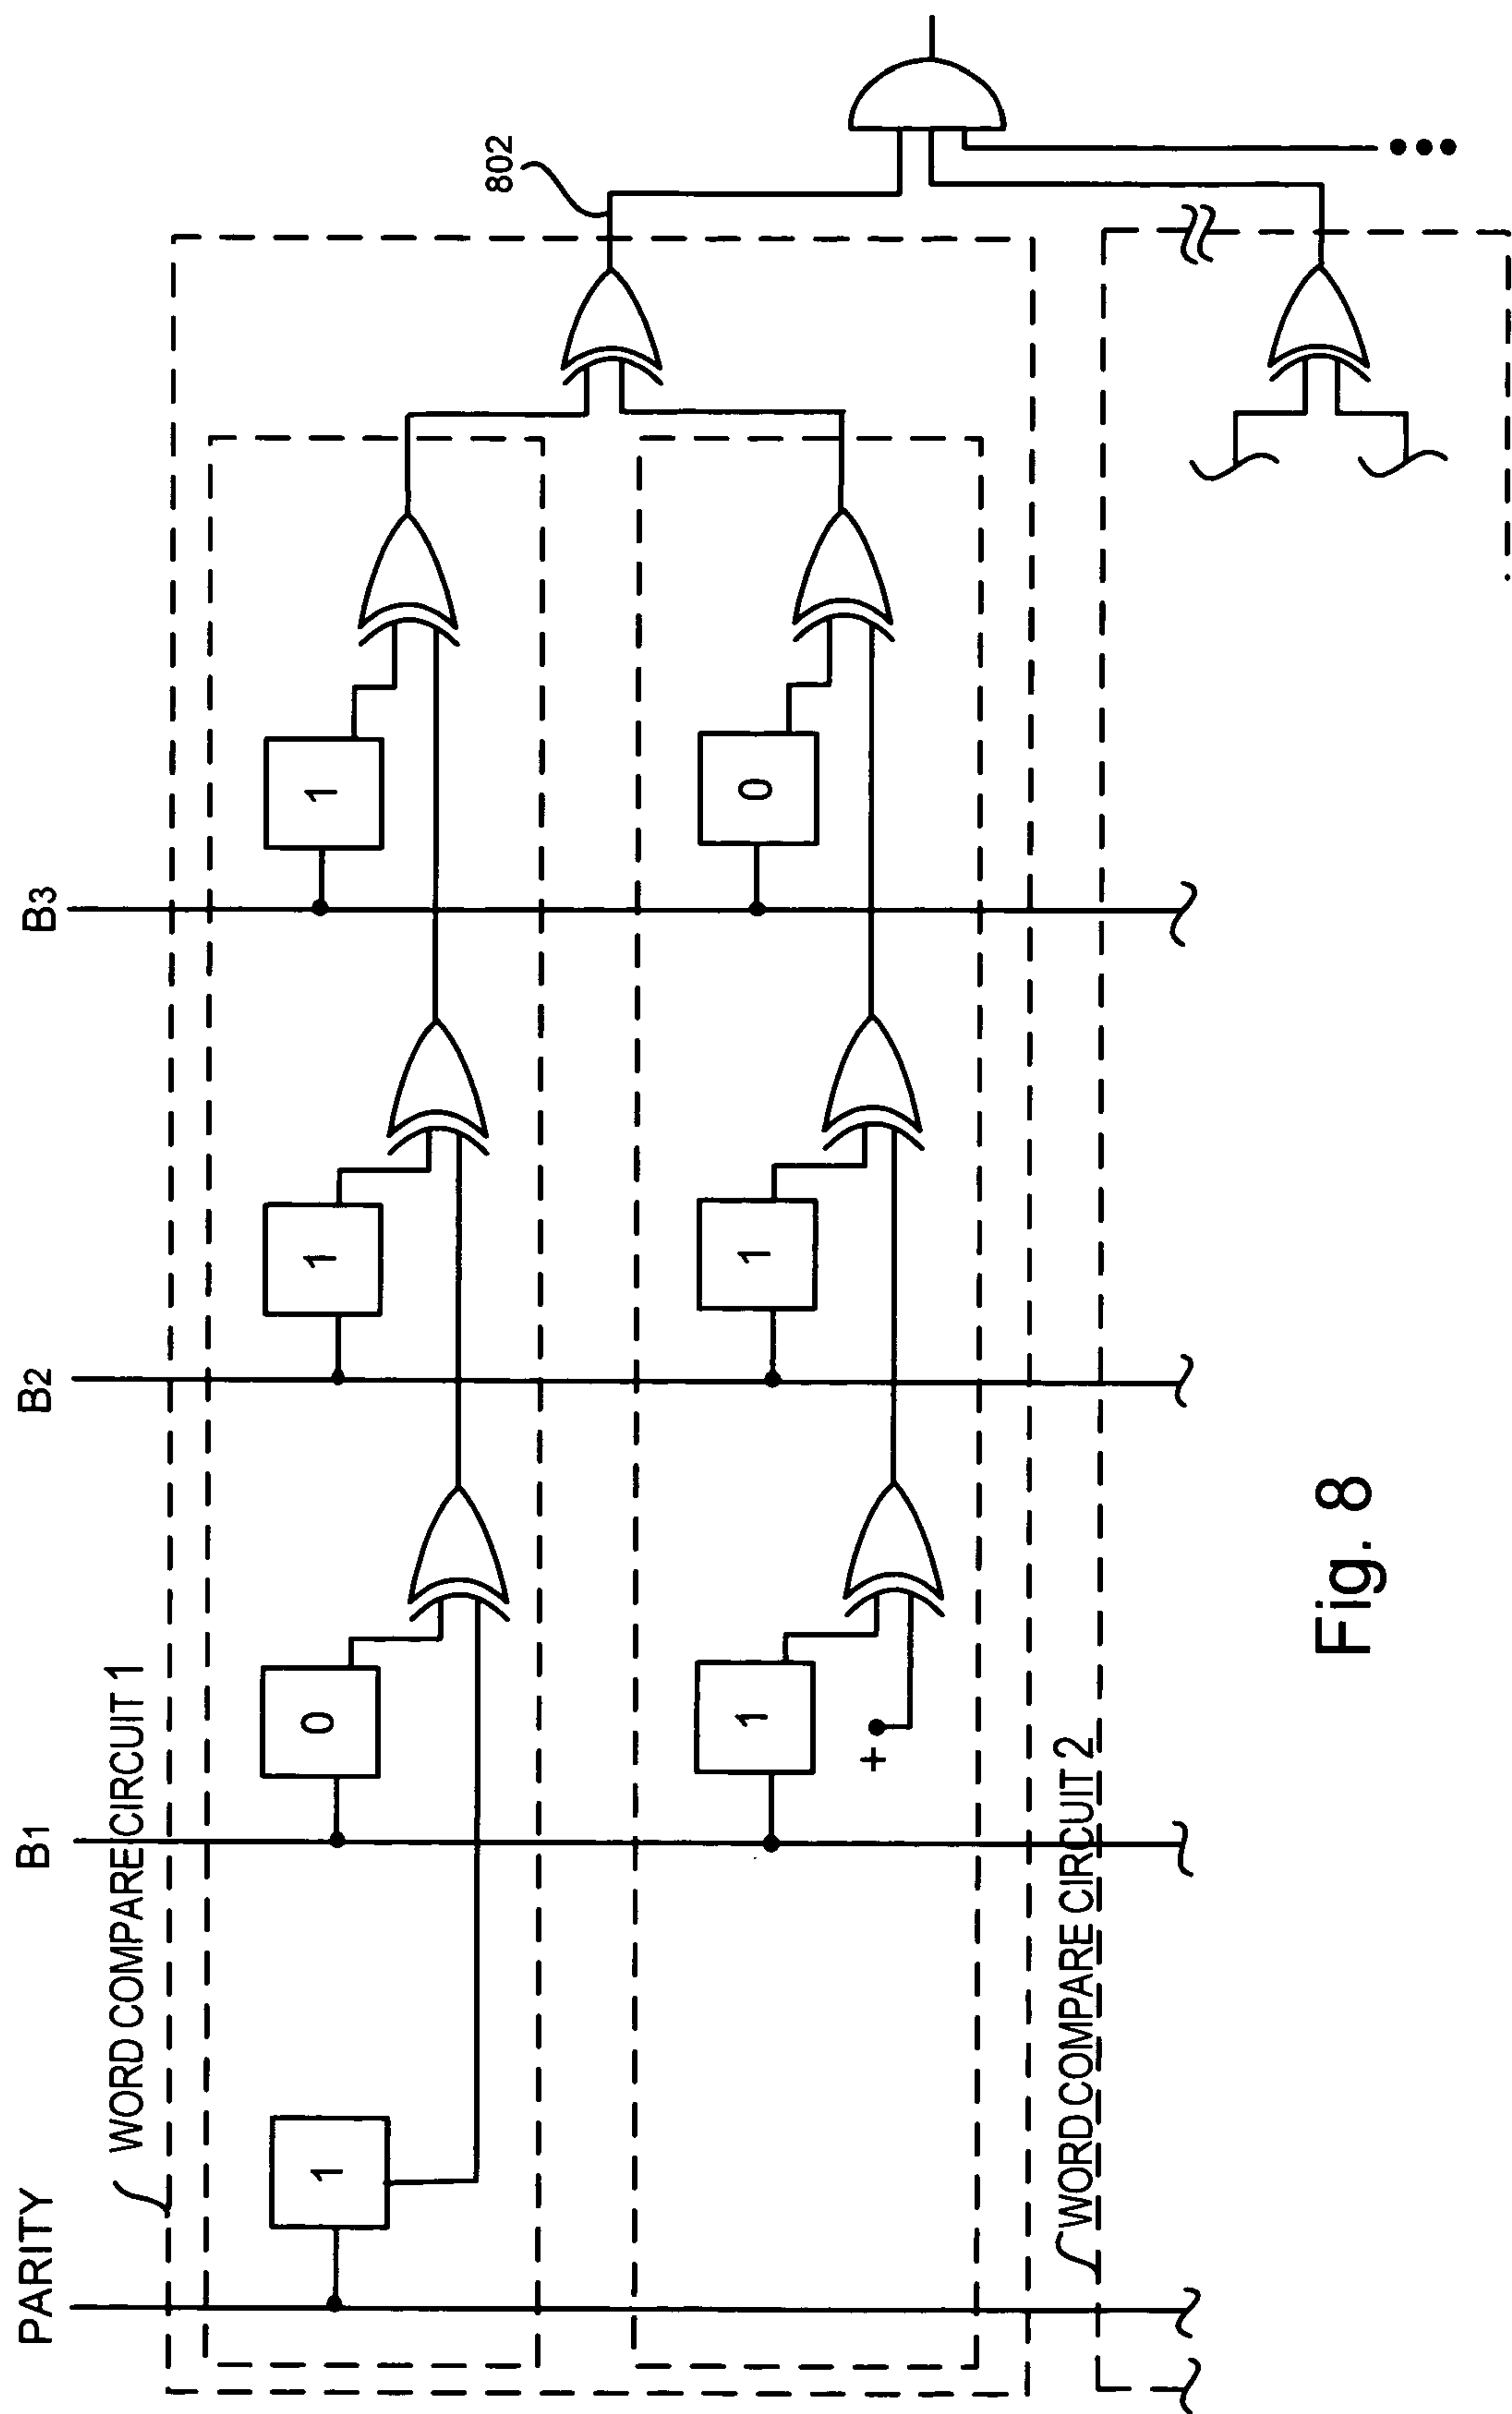 PARITY
B1
B2
B3
WORD COMPARE CIRCUIT 1
1
0
1
1
802
1
+
1
0
WORD COMPARE CIRCUIT 2
Fig. 8